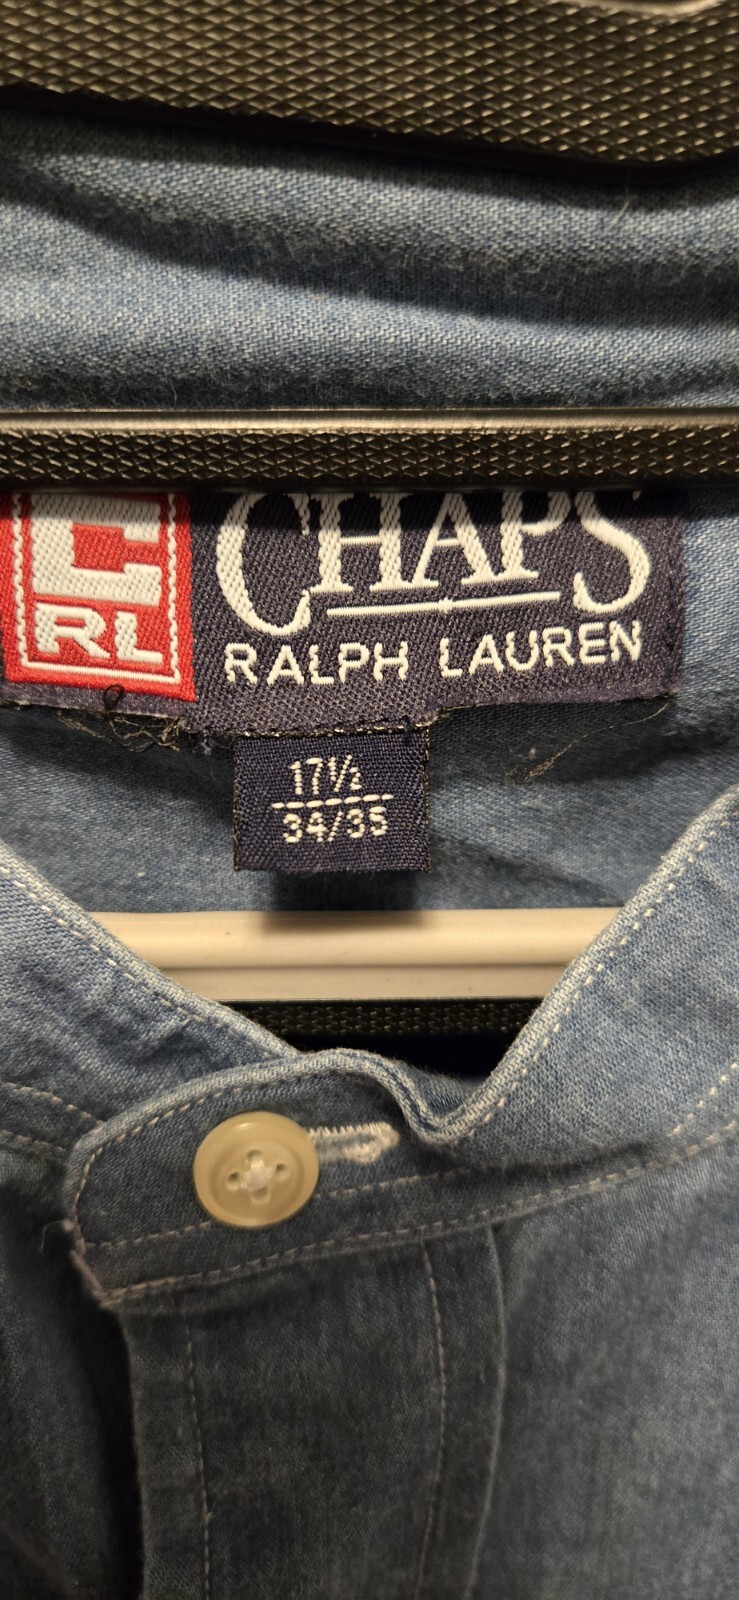 C
RL
CHAPS
RALPH LAUREN
17½
34/35